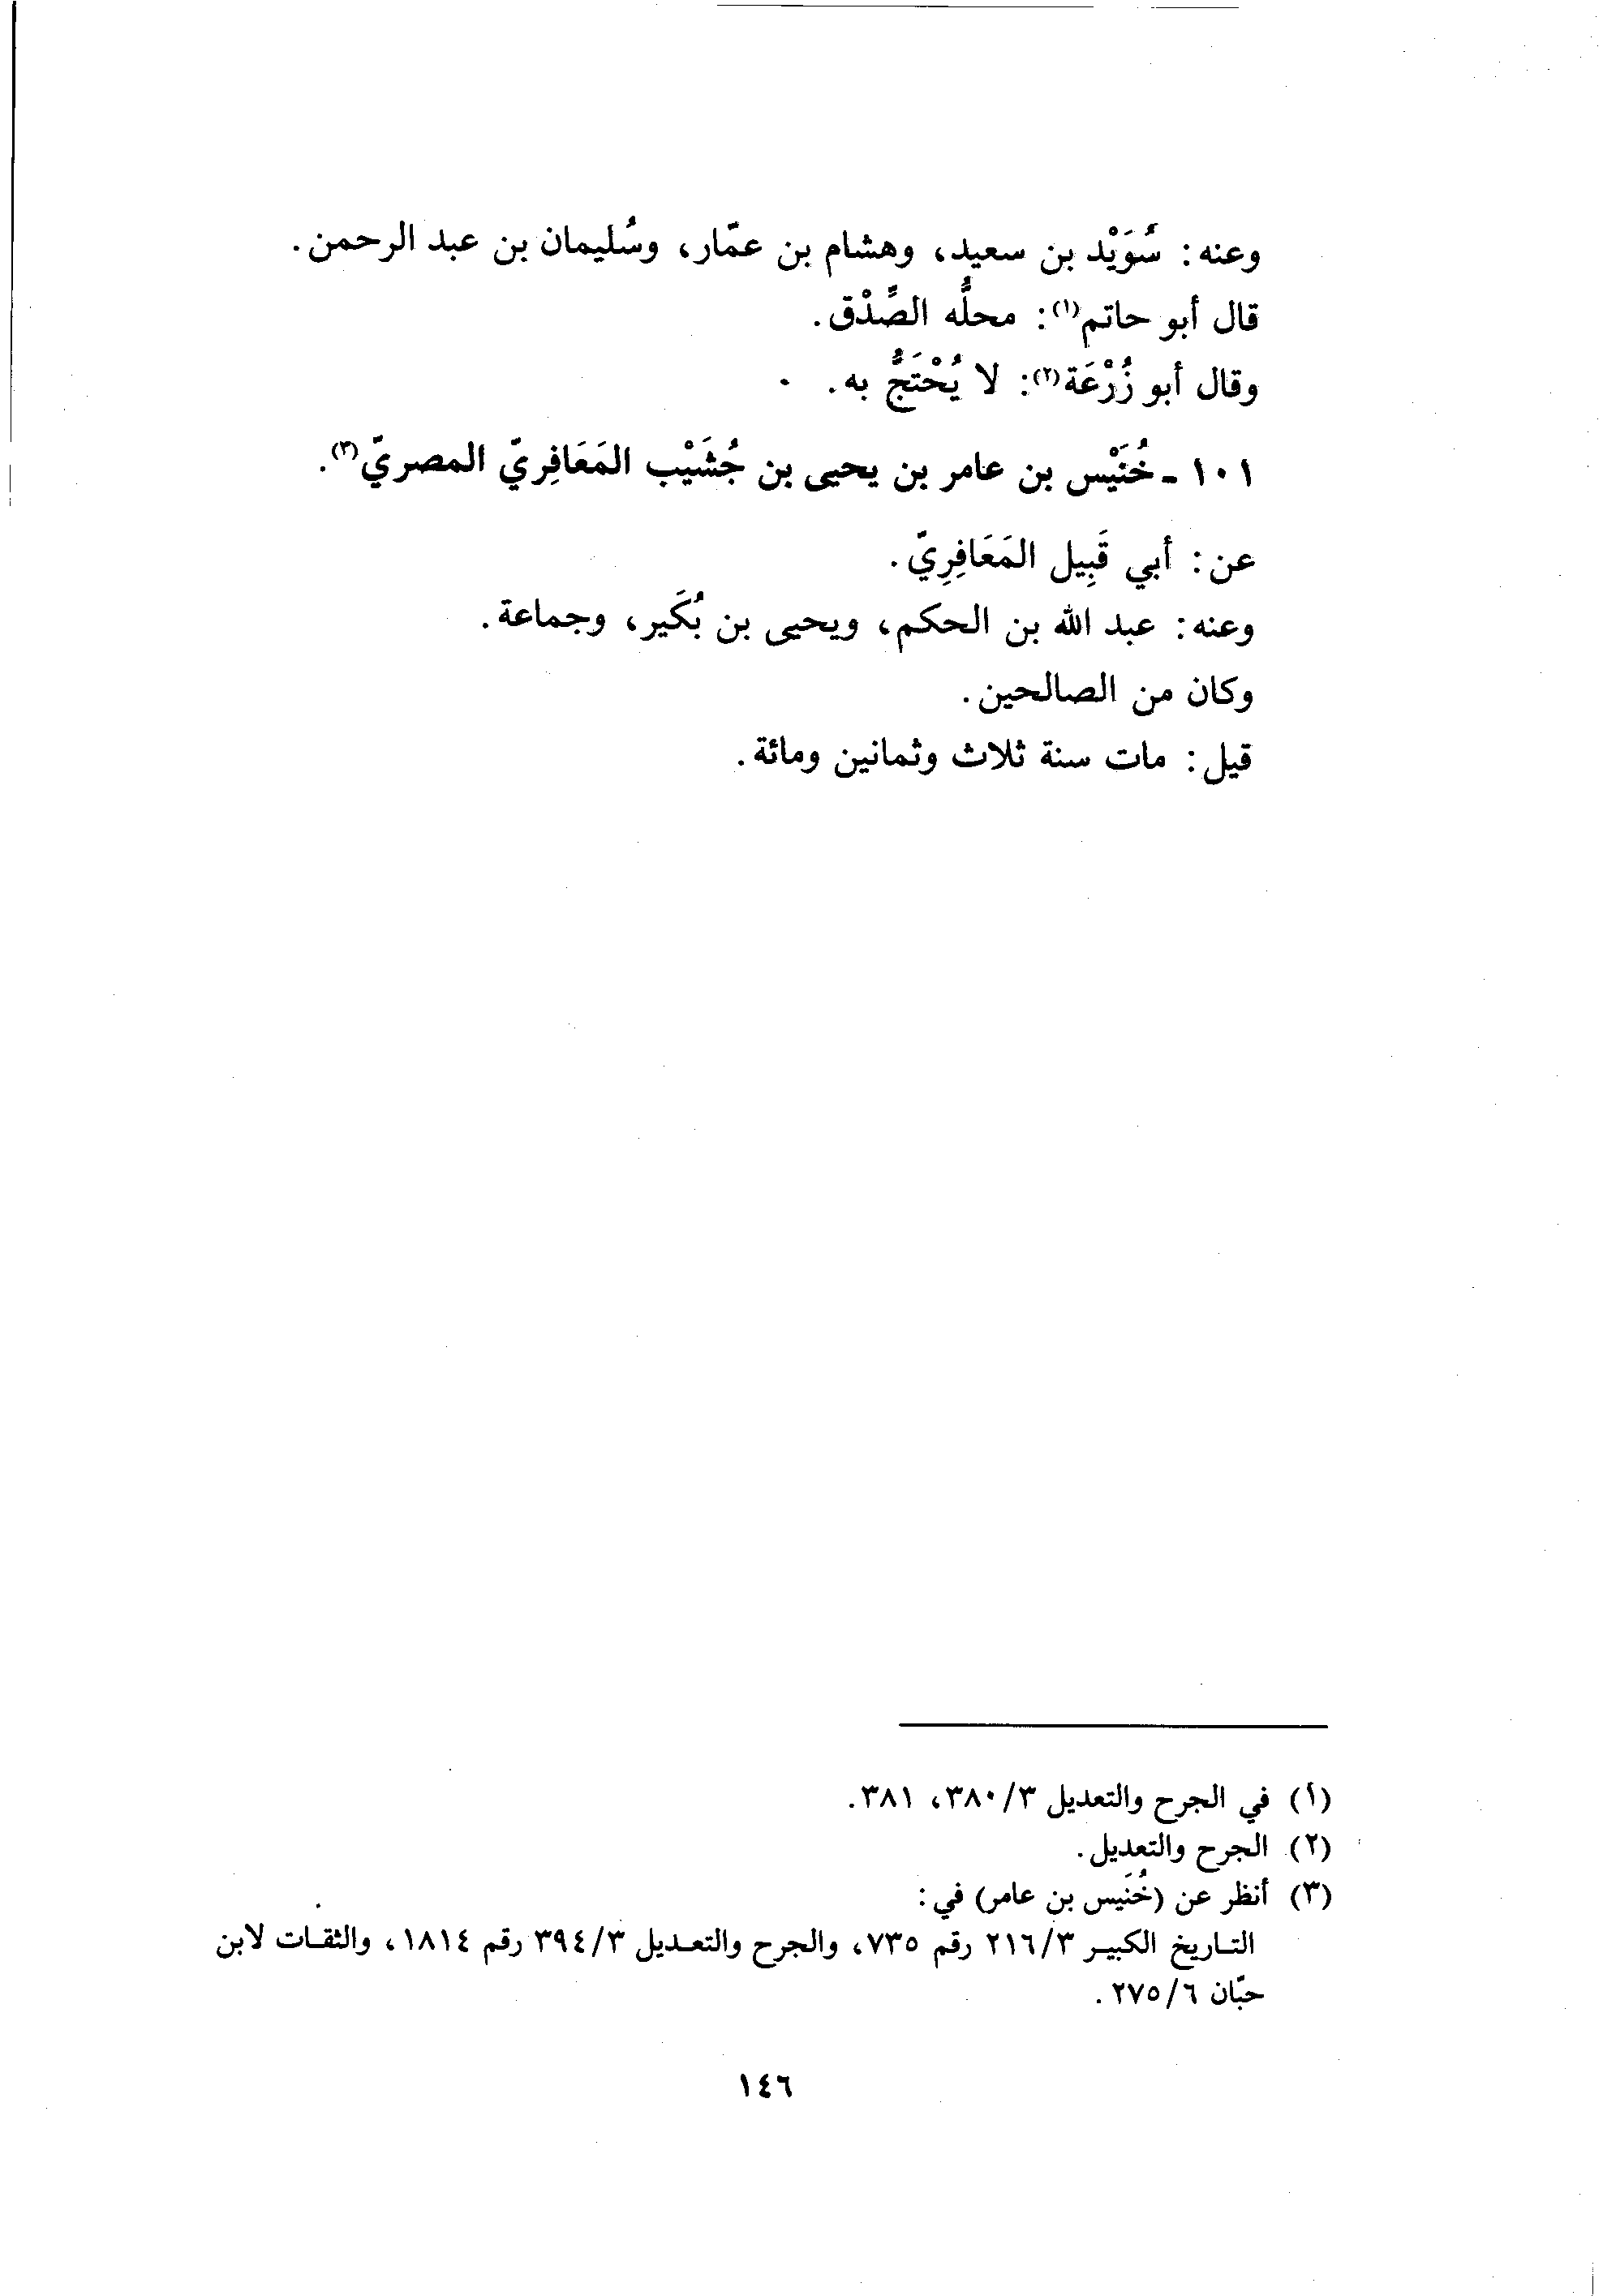 وعنه: سُوَيْد بن سعيد، وهشام بن عمّار، وسُليمان بن عبد الرحمن.
قال أبو حاتم(١): محلُّه الصِّدْق.
وقال أبو زُرْعَة(٢): لا يُحْتَجُّ به.
١٠١ - خُنَيْس بن عامر بن يحيى بن جُشَيْب المَعَافِريّ المصريّ(٣).
عن: أبي قَبِيل المَعَافِرِيّ.
وعنه: عبد الله بن الحكم، ويحيى بن بُكَير، وجماعة.
وكان من الصالحين.
قيل: مات سنة ثلاث وثمانين ومائة.
(١) في الجرح والتعديل ٣/٣٨٠، ٣٨١.
(٢) الجرح والتعديل.
(٣) أنظر عن (خُنَيس بن عامر) في:
التاريخ الكبير ٣/٢١٦ رقم ٧٣٥، والجرح والتعديل ٣/٣٩٤ رقم ١٨١٤، والثقات لابن
حبّان ٦/٢٧٥.
١٤٦